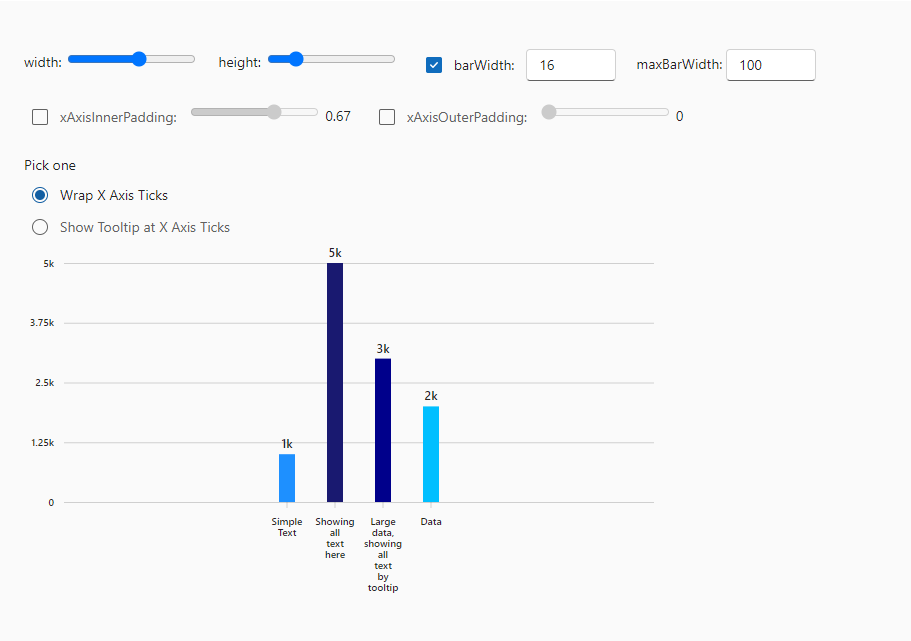 width: height: barWidth: 16 maxBarWidth: 100
xAxisInnerPadding: 0.67 xAxisOuterPadding: 0
Pick one
Wrap X Axis Ticks
Show Tooltip at X Axis Ticks
5k
5k
3.75k
3k
2.5k
2k
1.25k
1k
0
Simple
Text
Showing
all
text
here
Large
data,
showing
all
text
by
tooltip
Data